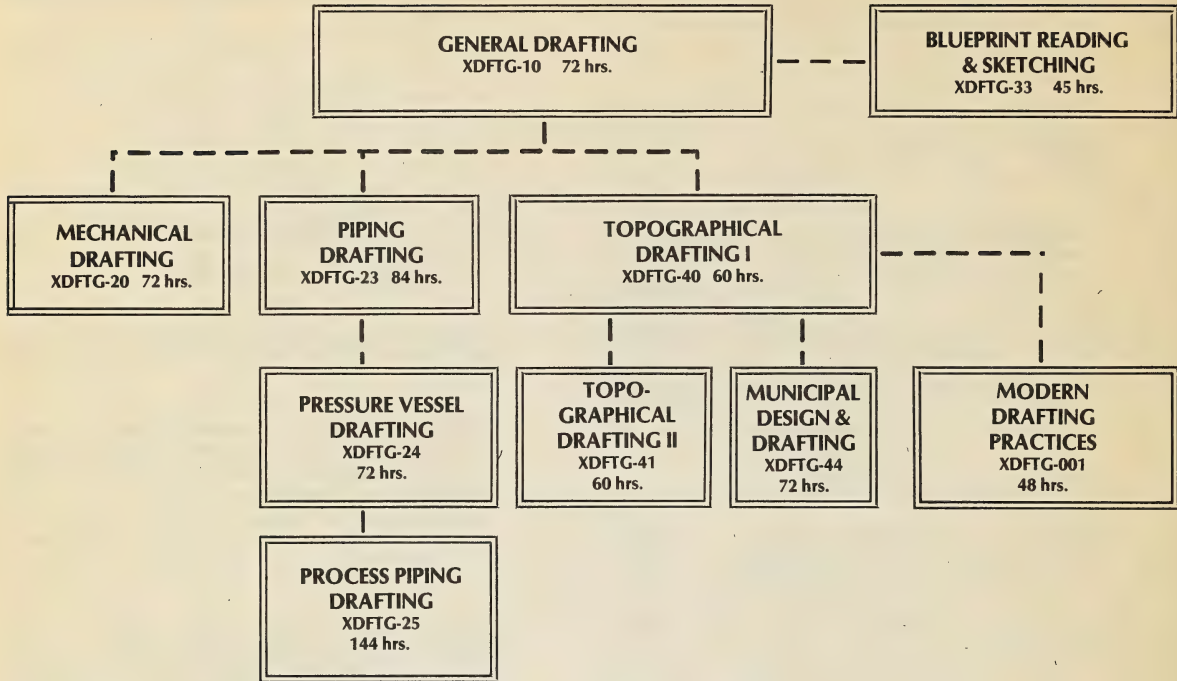 GENERAL DRAFTING
XDFTG-10 72 hrs.
BLUEPRINT READING
& SKETCHING
XDFTG-33 45 hrs.
MECHANICAL
DRAFTING
XDFTG-20 72 hrs.
PIPING
DRAFTING
XDFTG-23 84 hrs.
TOPOGRAPHICAL
DRAFTING I
XDFTG-40 60 hrs.
PRESSURE VESSEL
DRAFTING
XDFTG-24
72 hrs.
TOPO-
GRAPHICAL
DRAFTING II
XDFTG-41
60 hrs.
MUNICIPAL
DESIGN &
DRAFTING
XDFTG-44
72 hrs.
MODERN
DRAFTING
PRACTICES
XDFTG-001
48 hrs.
PROCESS PIPING
DRAFTING
XDFTG-25
144 hrs.